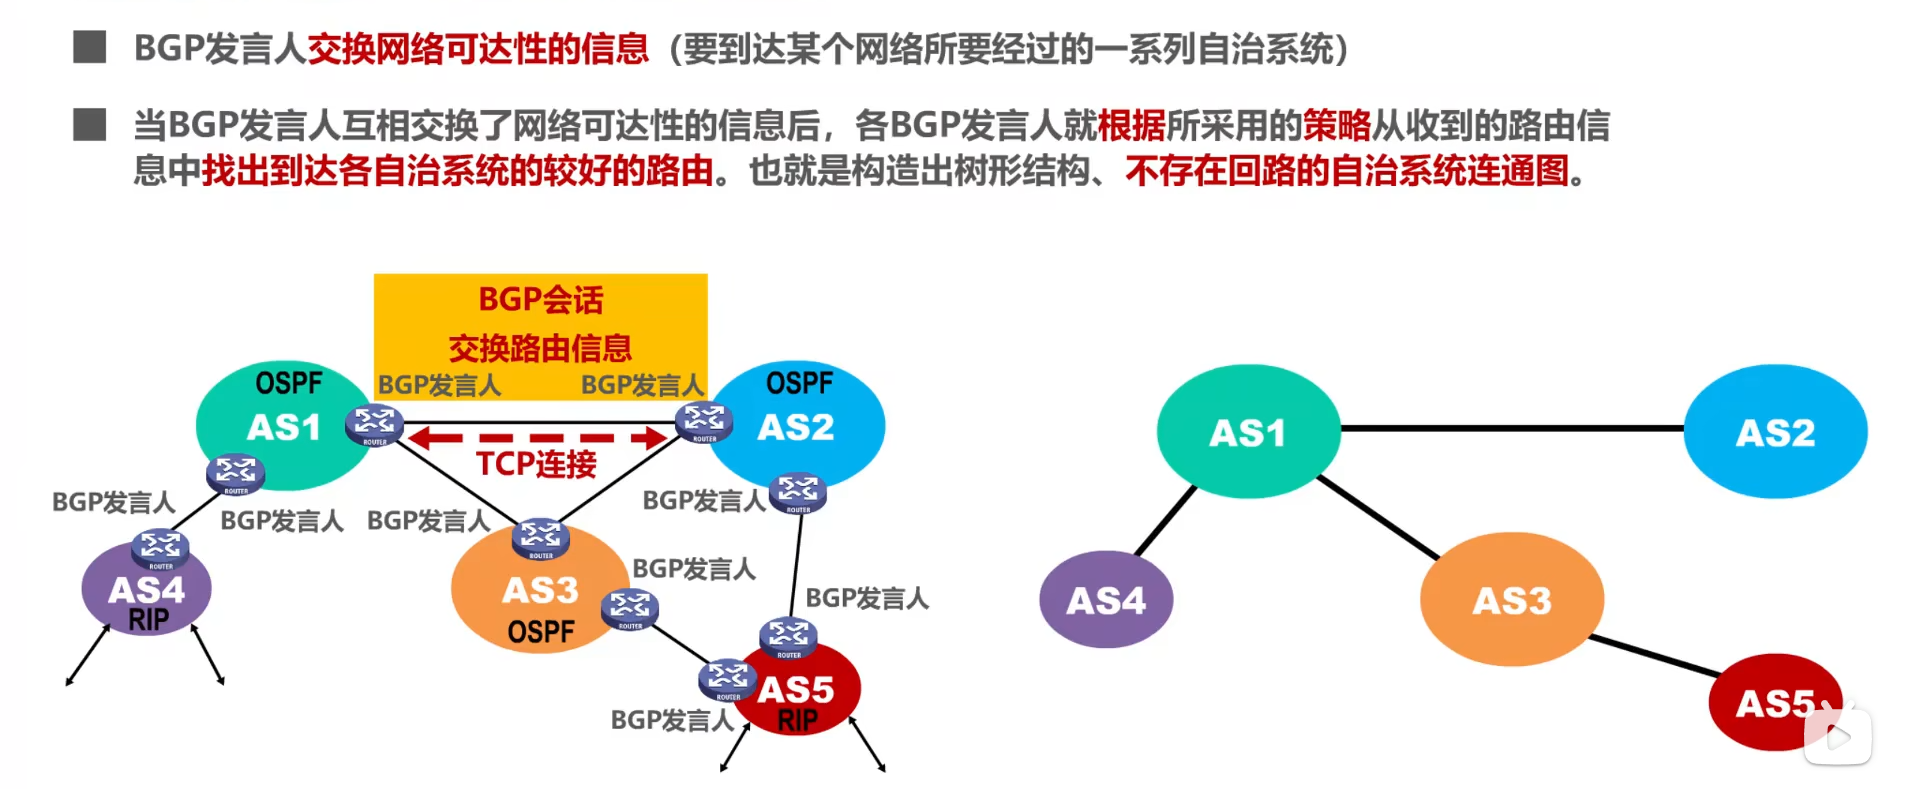 BGP发言人交换网络可达性的信息（要到达某个网络所要经过的一系列自治系统）
当BGP发言人互相交换了网络可达性的信息后，各BGP发言人就根据所采用的策略从收到的路由信
息中找出到达各自治系统的较好的路由。也就是构造出树形结构、不存在回路的自治系统连通图。
BGP会话
交换路由信息
BGP发言人 BGP发言人
OSPF
AS1
ROUTER
ROUTER
OSPF
AS2
ROUTER
ROUTER
TCP连接
BGP发言人
BGP发言人
BGP发言人
BGP发言人
ROUTER
AS4
RIP
ROUTER
AS3
OSPF
ROUTER
BGP发言人
BGP发言人
ROUTER
ROUTER
AS5
RIP
BGP发言人
AS1
AS2
AS4
AS3
AS5